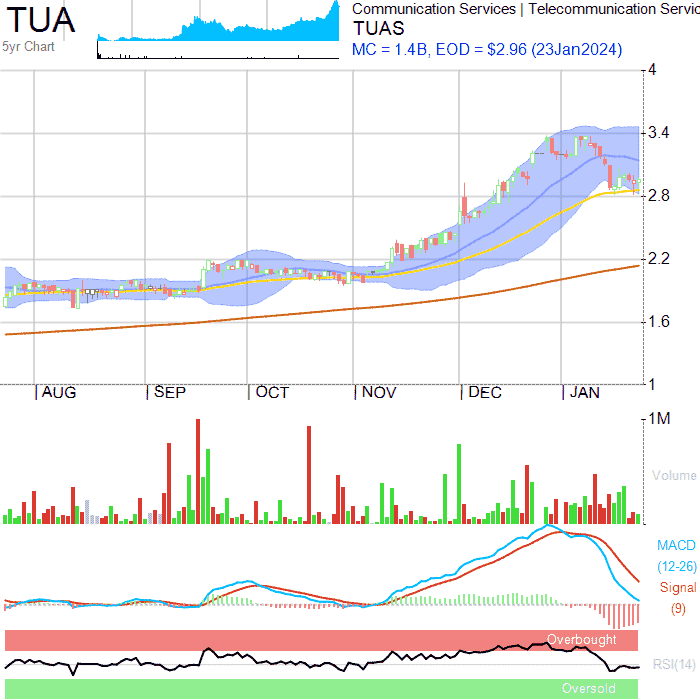 TUA
5yr Chart
Communication Services | Telecommunication Servic
TUAS
MC = 1.4B, EOD = $2.96 (23Jan2024)
4
3.4
2.8
2.2
1.6
1
|AUG |SEP |OCT |NOV |DEC |JAN
1M
Volume
MACD
(12-26)
Signal
(9)
Overbought
RSI(14)
Oversold